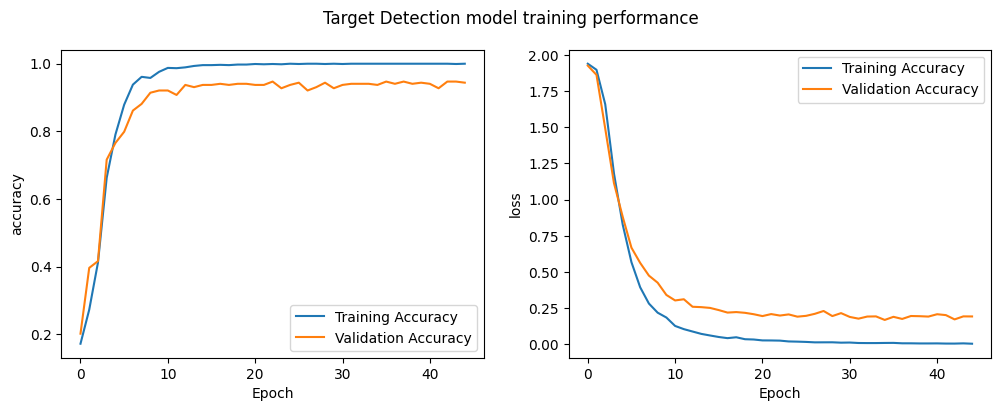 Target Detection model training performance
accuracy
1.0
0.8
0.6
0.4
0.2
0
10
20
30
40
Epoch
Training Accuracy
Validation Accuracy
loss
2.00
1.75
1.50
1.25
1.00
0.75
0.50
0.25
0.00
0
10
20
30
40
Epoch
Training Accuracy
Validation Accuracy